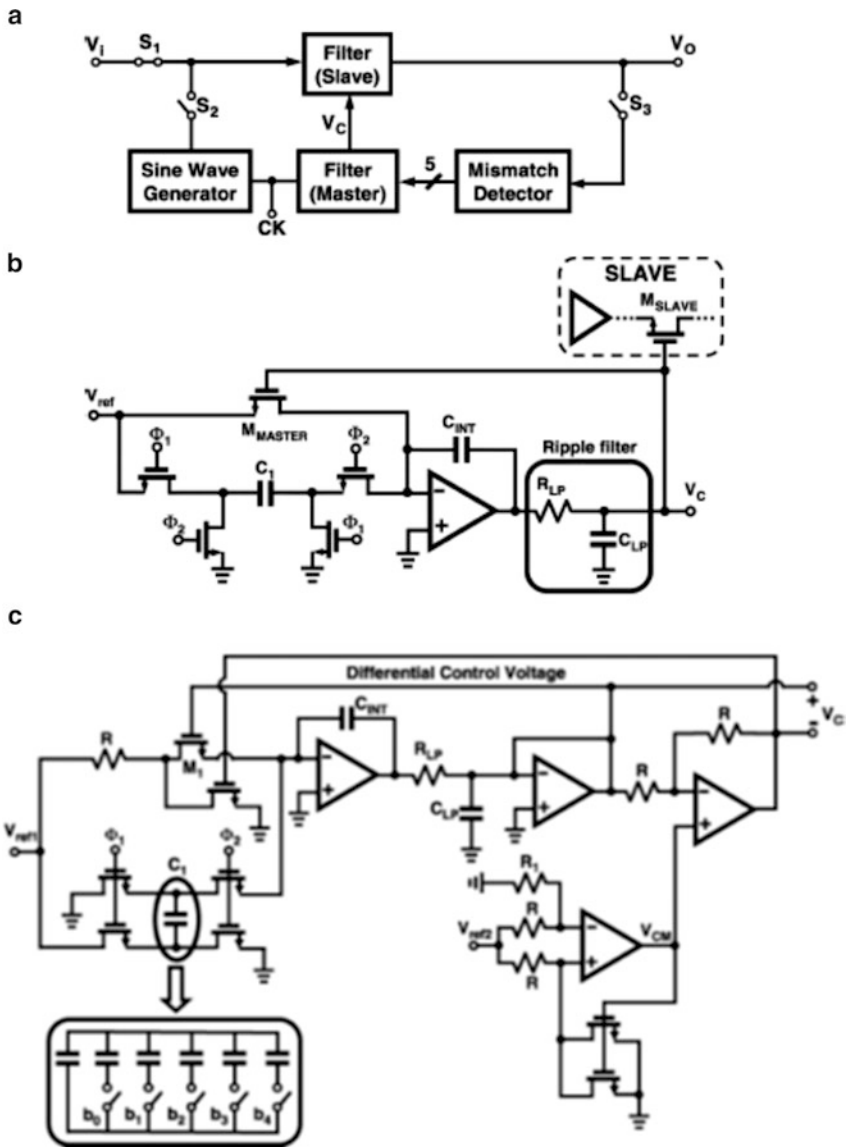 a
Vi S1 Filter (Slave) VO
S2 VC S3
Sine Wave Generator Filter (Master) 5 Mismatch Detector
CK
b
SLAVE
MSLAVE
Vref
MMASTER
Φ1 Φ2 CINT Ripple filter
C1 RLP VC
Φ2 Φ1 CLP
c
Differential Control Voltage
CINT + VC -
R M1 RLP R
R
CLP
Vref1 Φ1 Φ2
C1 R1
R
Vref2 VCM
R
b0 b1 b2 b3 b4